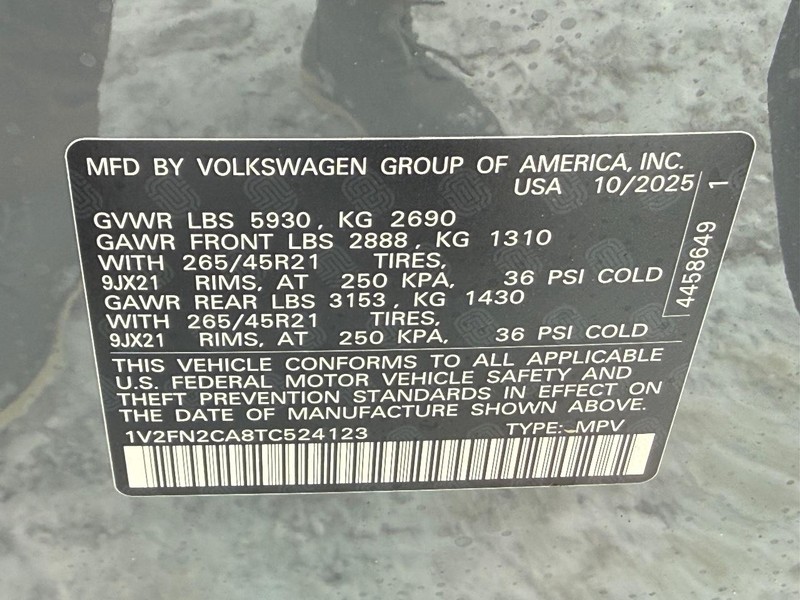 MFD BY VOLKSWAGEN GROUP OF AMERICA, INC.
USA 10/2025
GVWR LBS 5930, KG 2690
GAWR FRONT LBS 2888, KG 1310
WITH 265/45R21 TIRES,
9JX21 RIMS, AT 250 KPA, 36 PSI COLD
GAWR REAR LBS 3153, KG 1430
WITH 265/45R21 TIRES,
9JX21 RIMS, AT 250 KPA, 36 PSI COLD
THIS VEHICLE CONFORMS TO ALL APPLICABLE
U.S. FEDERAL MOTOR VEHICLE SAFETY AND
THEFT PREVENTION STANDARDS IN EFFECT ON
THE DATE OF MANUFACTURE SHOWN ABOVE.
1V2FN2CA8TC524123 TYPE: MPV
4458649 1